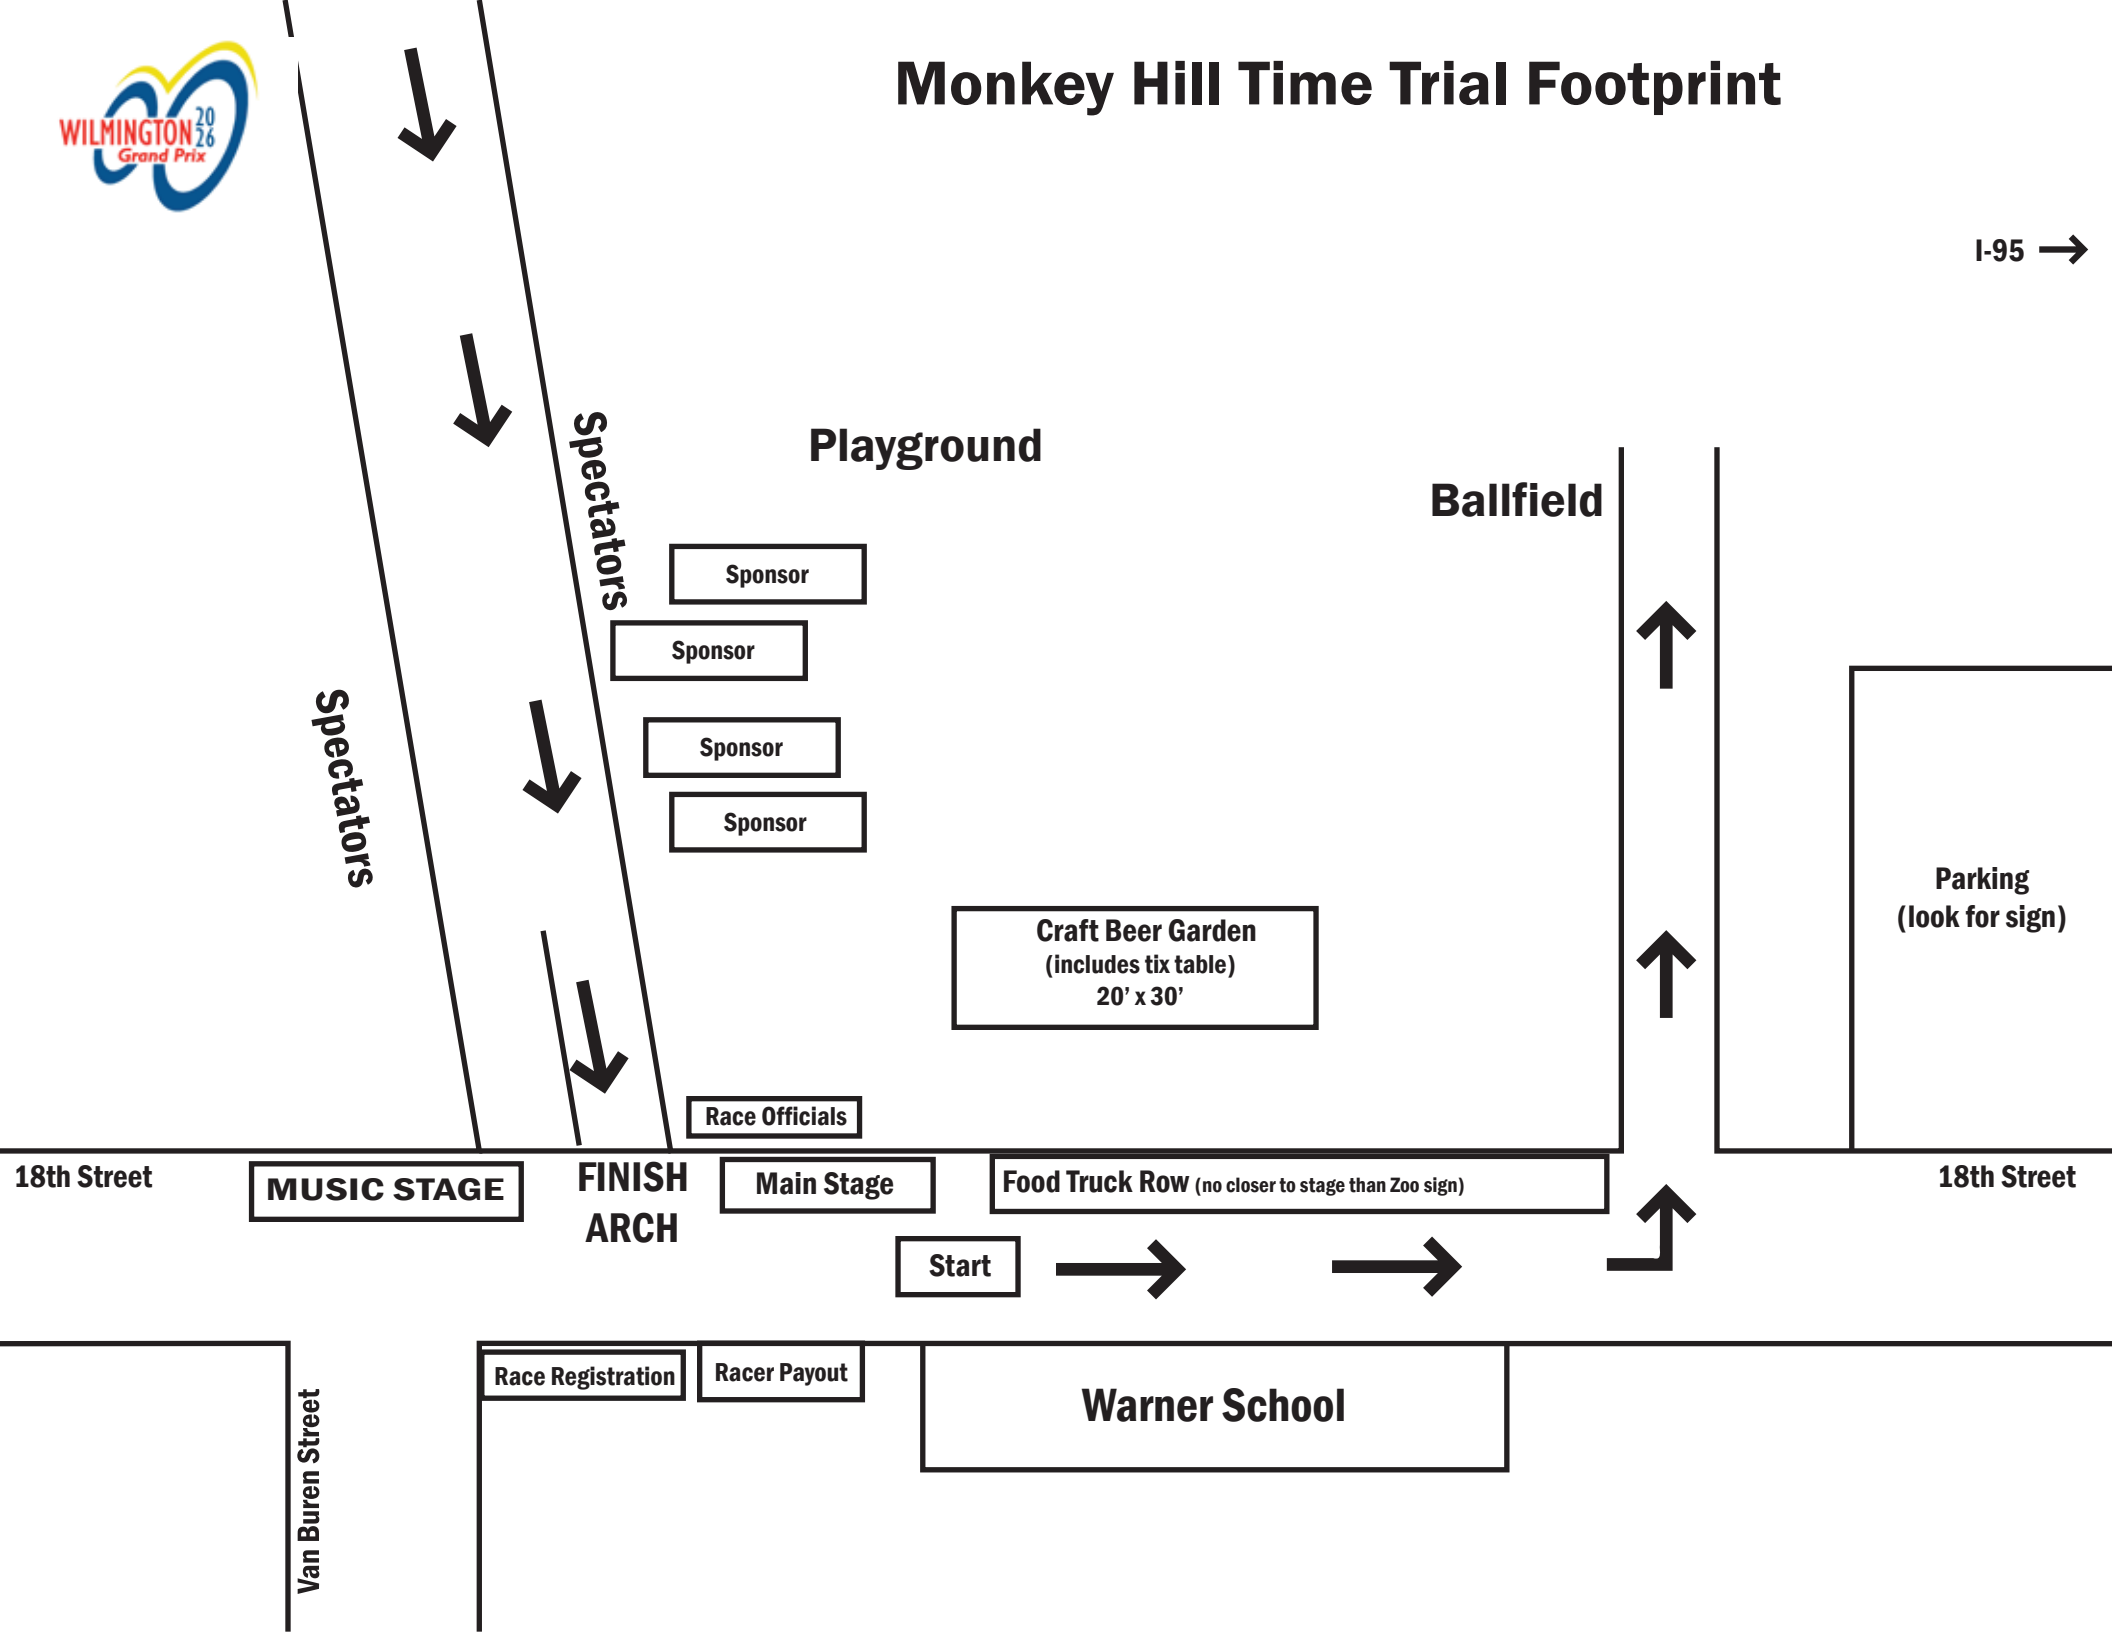 WILMINGTON 20
26
Grand Prix
Monkey Hill Time Trial Footprint
I-95
Spectators
Playground
Ballfield
Sponsor
Sponsor
Spectators
Sponsor
Sponsor
Parking
(look for sign)
Craft Beer Garden
(includes tix table)
20’ x 30’
Race Officials
18th Street
MUSIC STAGE
FINISH
ARCH
Main Stage
Food Truck Row (no closer to stage than Zoo sign)
18th Street
Start
Race Registration
Racer Payout
Warner School
Van Buren Street